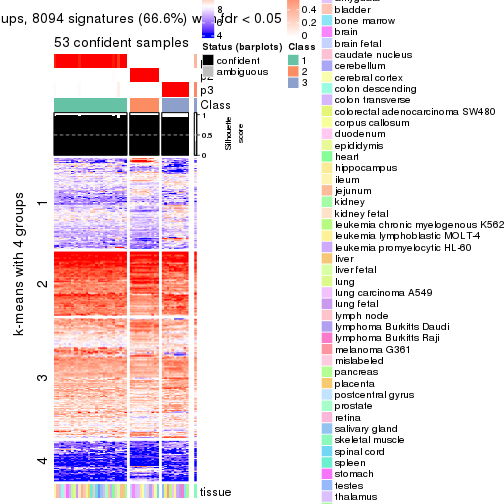 ups, 8094 signatures (66.6%) with fdr < 0.05
53 confident samples
p2
p3
Class
1
0.5
0
Silhouette
score
k-means with 4 groups
1
2
3
4
tissue
8
6
4
0.4
0.2
0
Status (barplots)
confident
ambiguous
Class
1
2
3
bladder
bone marrow
brain
brain fetal
caudate nucleus
cerebellum
cerebral cortex
colon descending
colon transverse
colorectal adenocarcinoma SW480
corpus callosum
duodenum
epididymis
heart
hippocampus
ileum
jejunum
kidney
kidney fetal
leukemia chronic myelogenous K562
leukemia lymphoblastic MOLT-4
leukemia promyelocytic HL-60
liver
liver fetal
lung
lung carcinoma A549
lung fetal
lymph node
lymphoma Burkitts Daudi
lymphoma Burkitts Raji
melanoma G361
mislabeled
pancreas
placenta
postcentral gyrus
prostate
retina
salivary gland
skeletal muscle
spinal cord
spleen
stomach
testes
thalamus